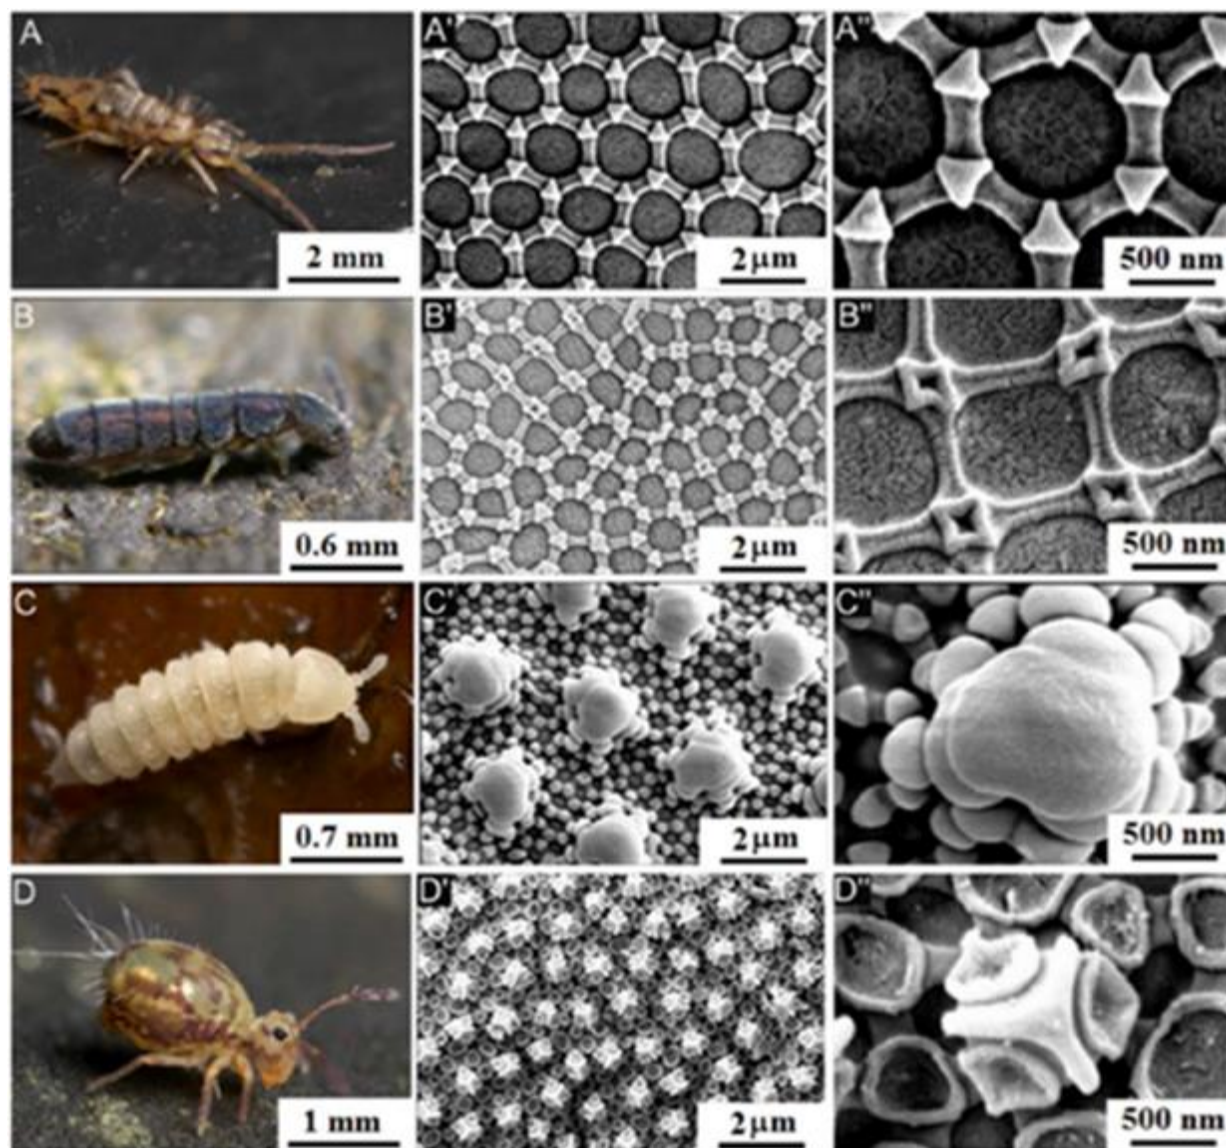 A
2 mm
A'
2 μm
A"
500 nm
B
0.6 mm
B'
2 μm
B"
500 nm
C
0.7 mm
C'
2 μm
C"
500 nm
D
1 mm
D'
2 μm
D"
500 nm